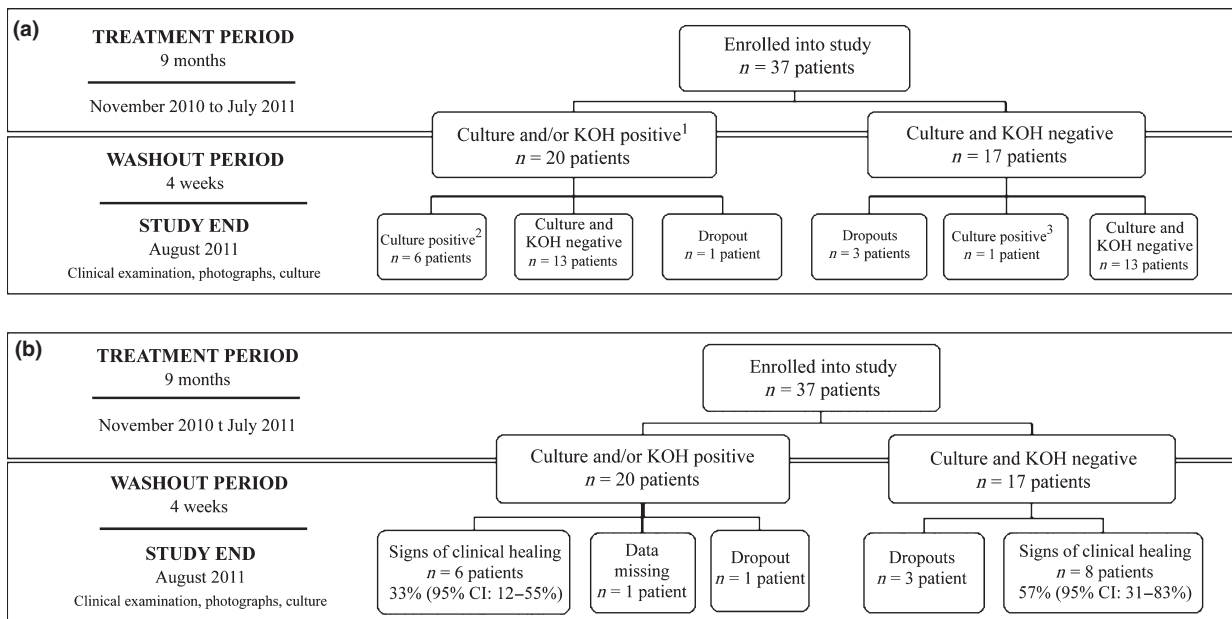 (a)
TREATMENT PERIOD
9 months
November 2010 to July 2011
Enrolled into study
n = 37 patients
Culture and/or KOH positive1
n = 20 patients
Culture and KOH negative
n = 17 patients
WASHOUT PERIOD
4 weeks
STUDY END
August 2011
Clinical examination, photographs, culture
Culture positive2
n = 6 patients
Culture and
KOH negative
n = 13 patients
Dropout
n = 1 patient
Dropouts
n = 3 patients
Culture positive3
n = 1 patient
Culture and
KOH negative
n = 13 patients
(b)
TREATMENT PERIOD
9 months
November 2010 t July 2011
Enrolled into study
n = 37 patients
Culture and/or KOH positive
n = 20 patients
Culture and KOH negative
n = 17 patients
WASHOUT PERIOD
4 weeks
STUDY END
August 2011
Clinical examination, photographs, culture
Signs of clinical healing
n = 6 patients
33% (95% CI: 12–55%)
Data
missing
n = 1 patient
Dropout
n = 1 patient
Dropouts
n = 3 patient
Signs of clinical healing
n = 8 patients
57% (95% CI: 31–83%)